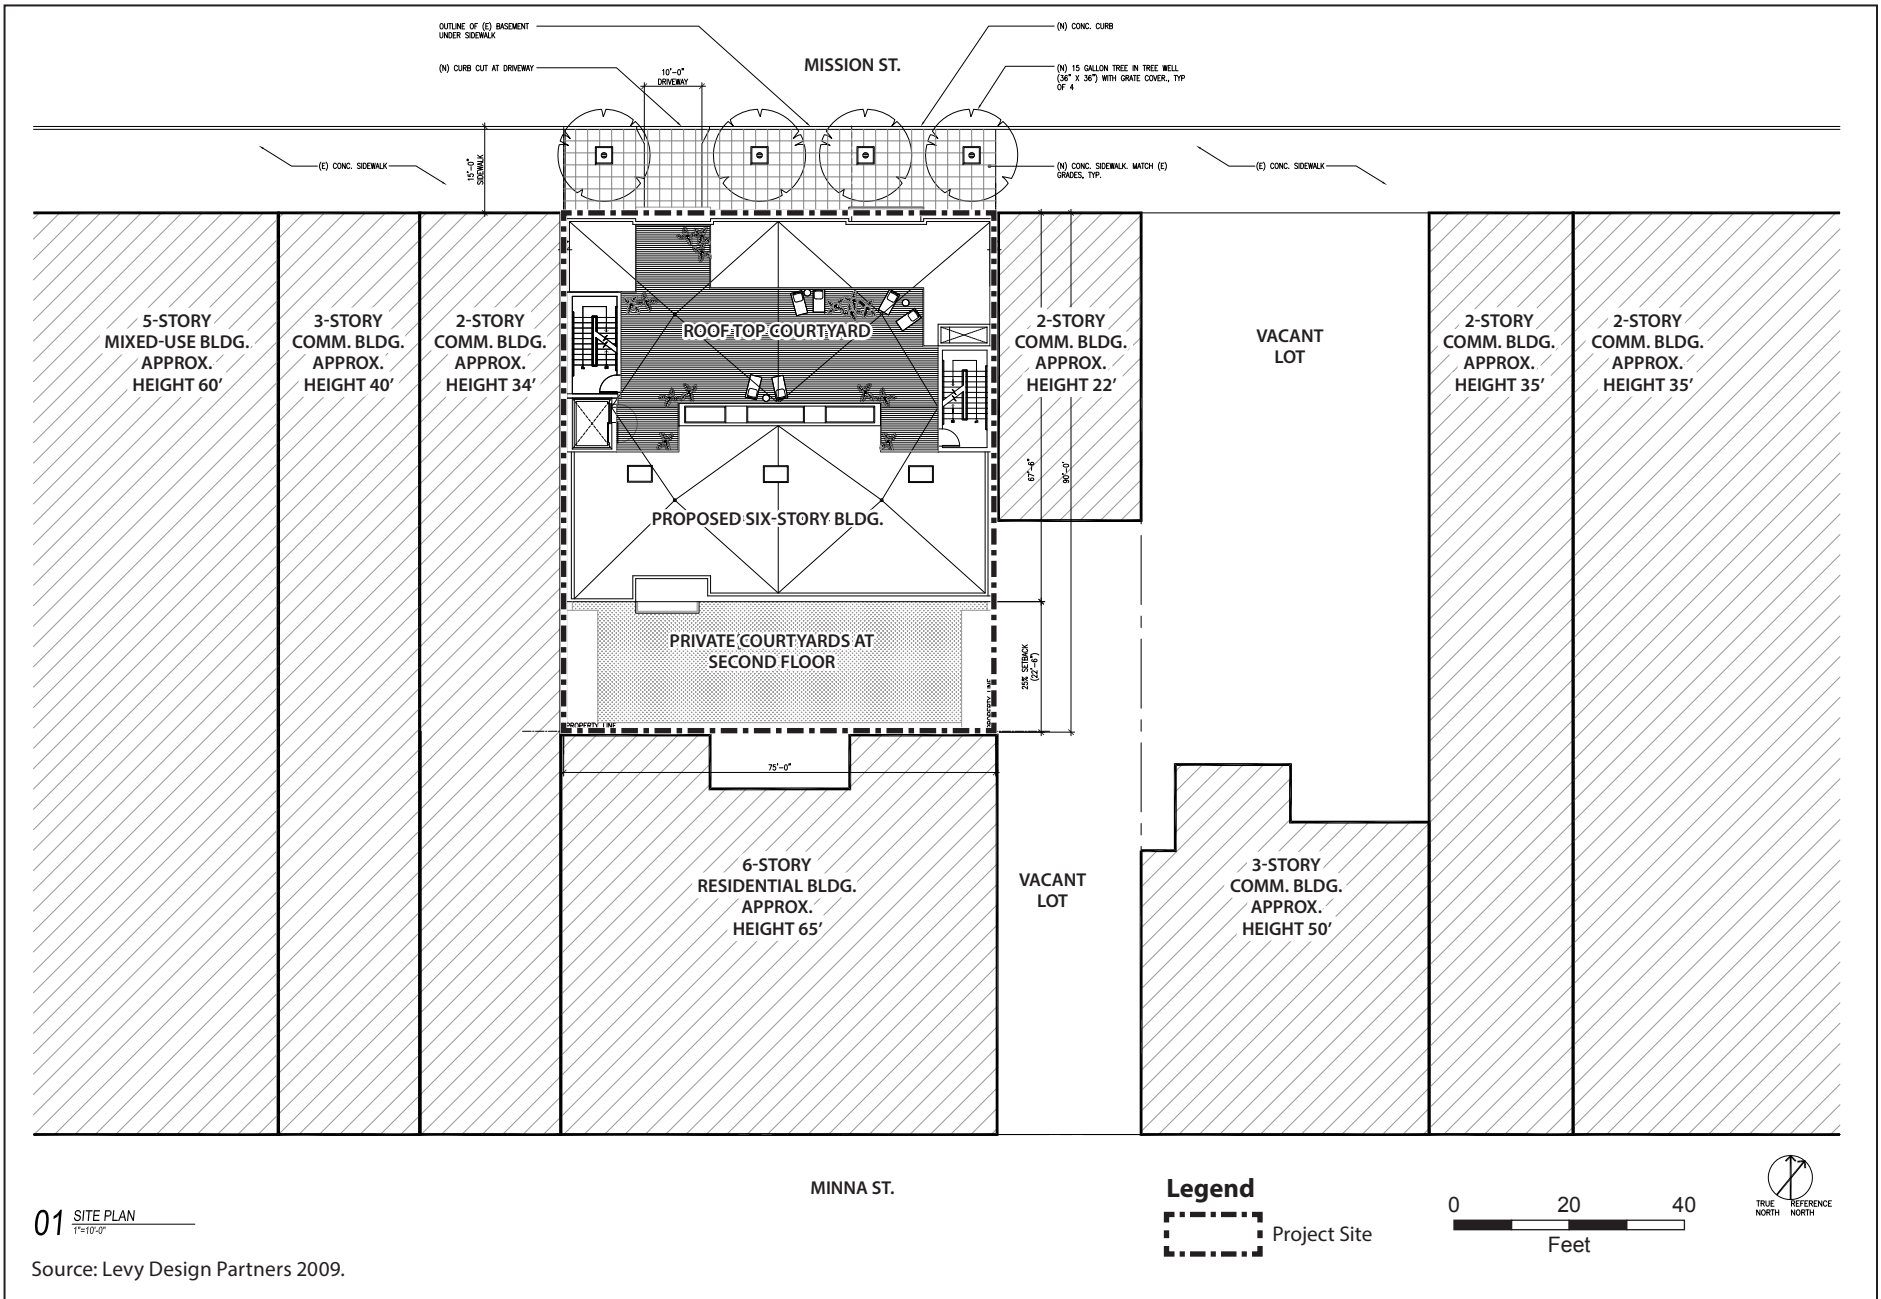 OUTLINE OF (E) BASEMENT
UNDER SIDEWALK
(N) CURB CUT AT DRIVEWAY
10'-0"
DRIVEWAY
MISSION ST.
(N) CONC. CURB
(N) 15 GALLON TREE IN TREE WELL
(36" X 36") WITH GRATE COVER., TYP
OF 4
(E) CONC. SIDEWALK
15'-0"
SIDEWALK
(N) CONC. SIDEWALK. MATCH (E)
GRADES, TYP.
(E) CONC. SIDEWALK
5-STORY
MIXED-USE BLDG.
APPROX.
HEIGHT 60'
3-STORY
COMM. BLDG.
APPROX.
HEIGHT 40'
2-STORY
COMM. BLDG.
APPROX.
HEIGHT 34'
ROOF TOP COURTYARD
2-STORY
COMM. BLDG.
APPROX.
HEIGHT 22'
VACANT
LOT
2-STORY
COMM. BLDG.
APPROX.
HEIGHT 35'
2-STORY
COMM. BLDG.
APPROX.
HEIGHT 35'
67'-6"
90'-0"
PROPOSED SIX-STORY BLDG.
PRIVATE COURTYARDS AT
SECOND FLOOR
25% SETBACK
(22'-6")
PROPERTY LINE
PROPERTY LINE
75'-0"
6-STORY
RESIDENTIAL BLDG.
APPROX.
HEIGHT 65'
VACANT
LOT
3-STORY
COMM. BLDG.
APPROX.
HEIGHT 50'
MINNA ST.
01 SITE PLAN
1"=10'-0"
Source: Levy Design Partners 2009.
Legend
Project Site
0 20 40
Feet
TRUE
NORTH
REFERENCE
NORTH